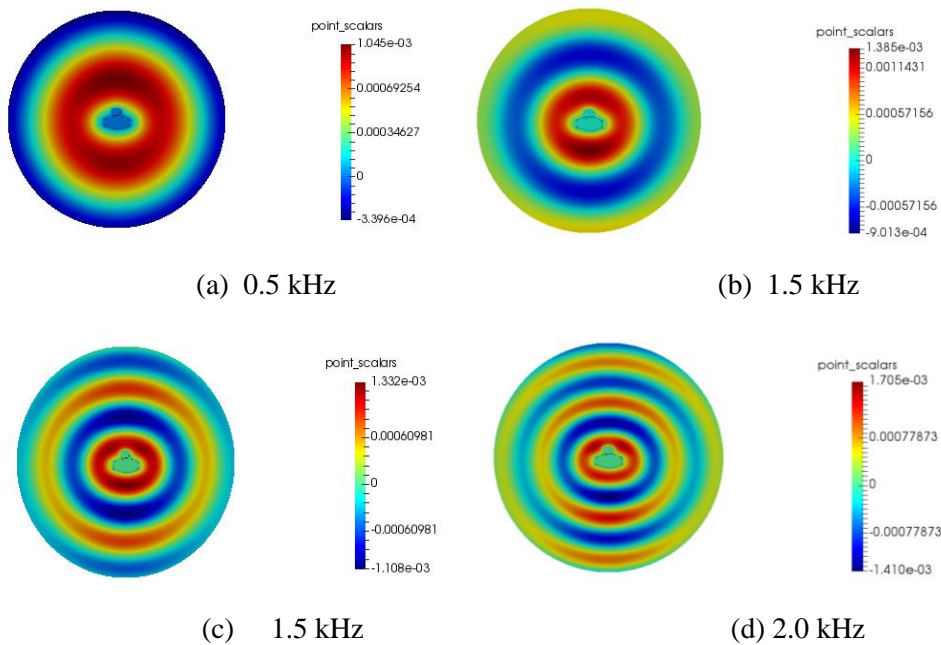 point_scalars
1.045e-03
0.00069254
0.00034627
0
-3.396e-04
(a) 0.5 kHz
point_scalars
1.385e-03
0.0011431
0.00057156
0
-0.00057156
-9.013e-04
(b) 1.5 kHz
point_scalars
1.332e-03
0.00060981
0
-0.00060981
-1.108e-03
(c) 1.5 kHz
point_scalars
1.705e-03
0.00077873
0
-0.00077873
-1.410e-03
(d) 2.0 kHz